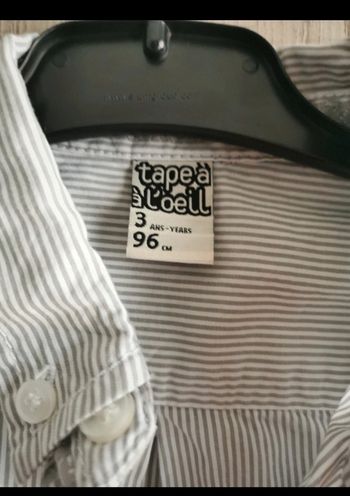 tape à
à l'oeil
3 ANS-YEARS
96 CM